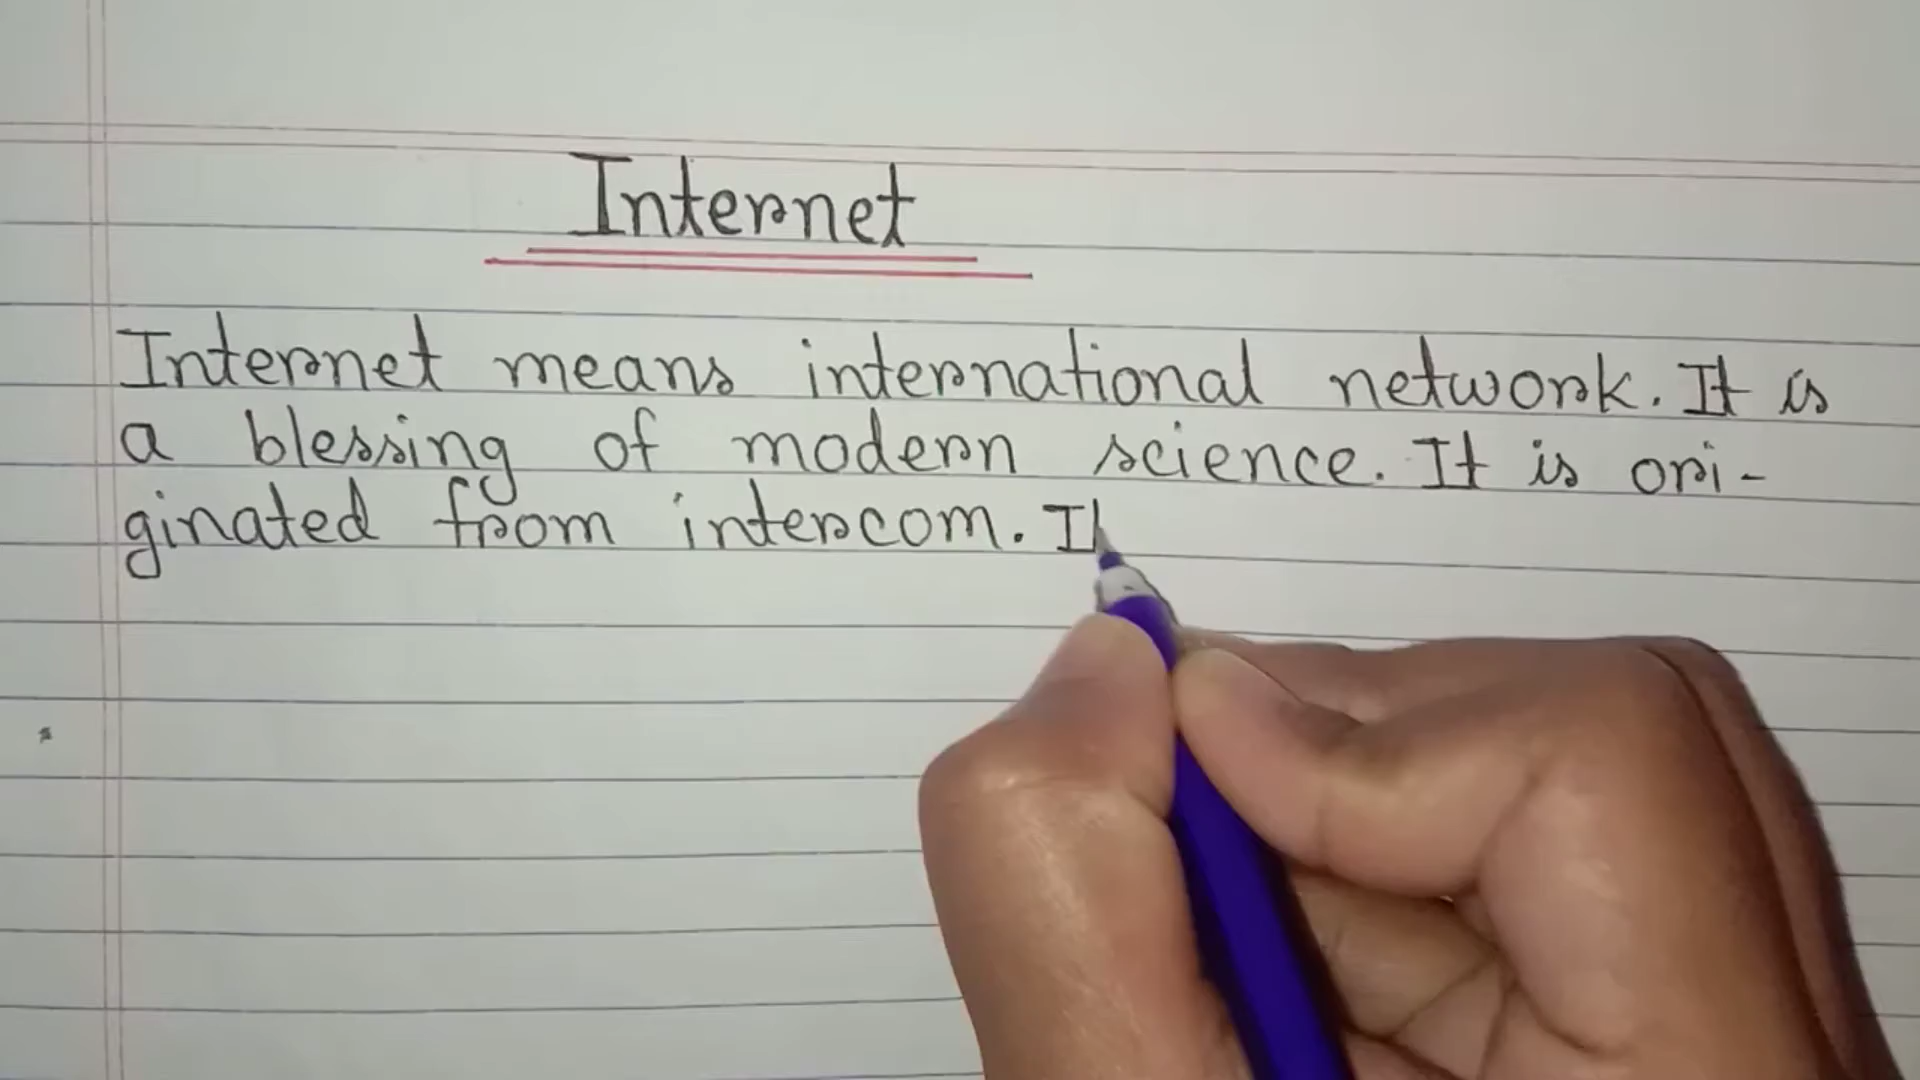 Internet
Internet means international network. It is
a blessing of modern science. It is ori-
ginated from intercom.